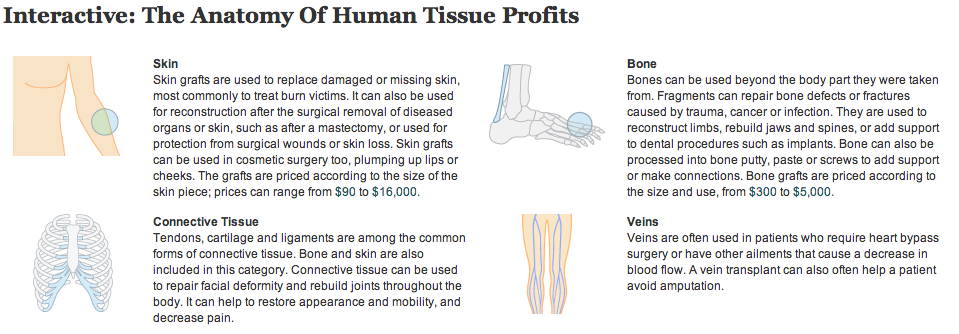 Interactive: The Anatomy Of Human Tissue Profits
Skin
Skin grafts are used to replace damaged or missing skin,
most commonly to treat burn victims. It can also be used
for reconstruction after the surgical removal of diseased
organs or skin, such as after a mastectomy, or used for
protection from surgical wounds or skin loss. Skin grafts
can be used in cosmetic surgery too, plumping up lips or
cheeks. The grafts are priced according to the size of the
skin piece; prices can range from $90 to $16,000.
Bone
Bones can be used beyond the body part they were taken
from. Fragments can repair bone defects or fractures
caused by trauma, cancer or infection. They are used to
reconstruct limbs, rebuild jaws and spines, or add support
to dental procedures such as implants. Bone can also be
processed into bone putty, paste or screws to add support
or make connections. Bone grafts are priced according to
the size and use, from $300 to $5,000.
Connective Tissue
Tendons, cartilage and ligaments are among the common
forms of connective tissue. Bone and skin are also
included in this category. Connective tissue can be used
to repair facial deformity and rebuild joints throughout the
body. It can help to restore appearance and mobility, and
decrease pain.
Veins
Veins are often used in patients who require heart bypass
surgery or have other ailments that cause a decrease in
blood flow. A vein transplant can also often help a patient
avoid amputation.